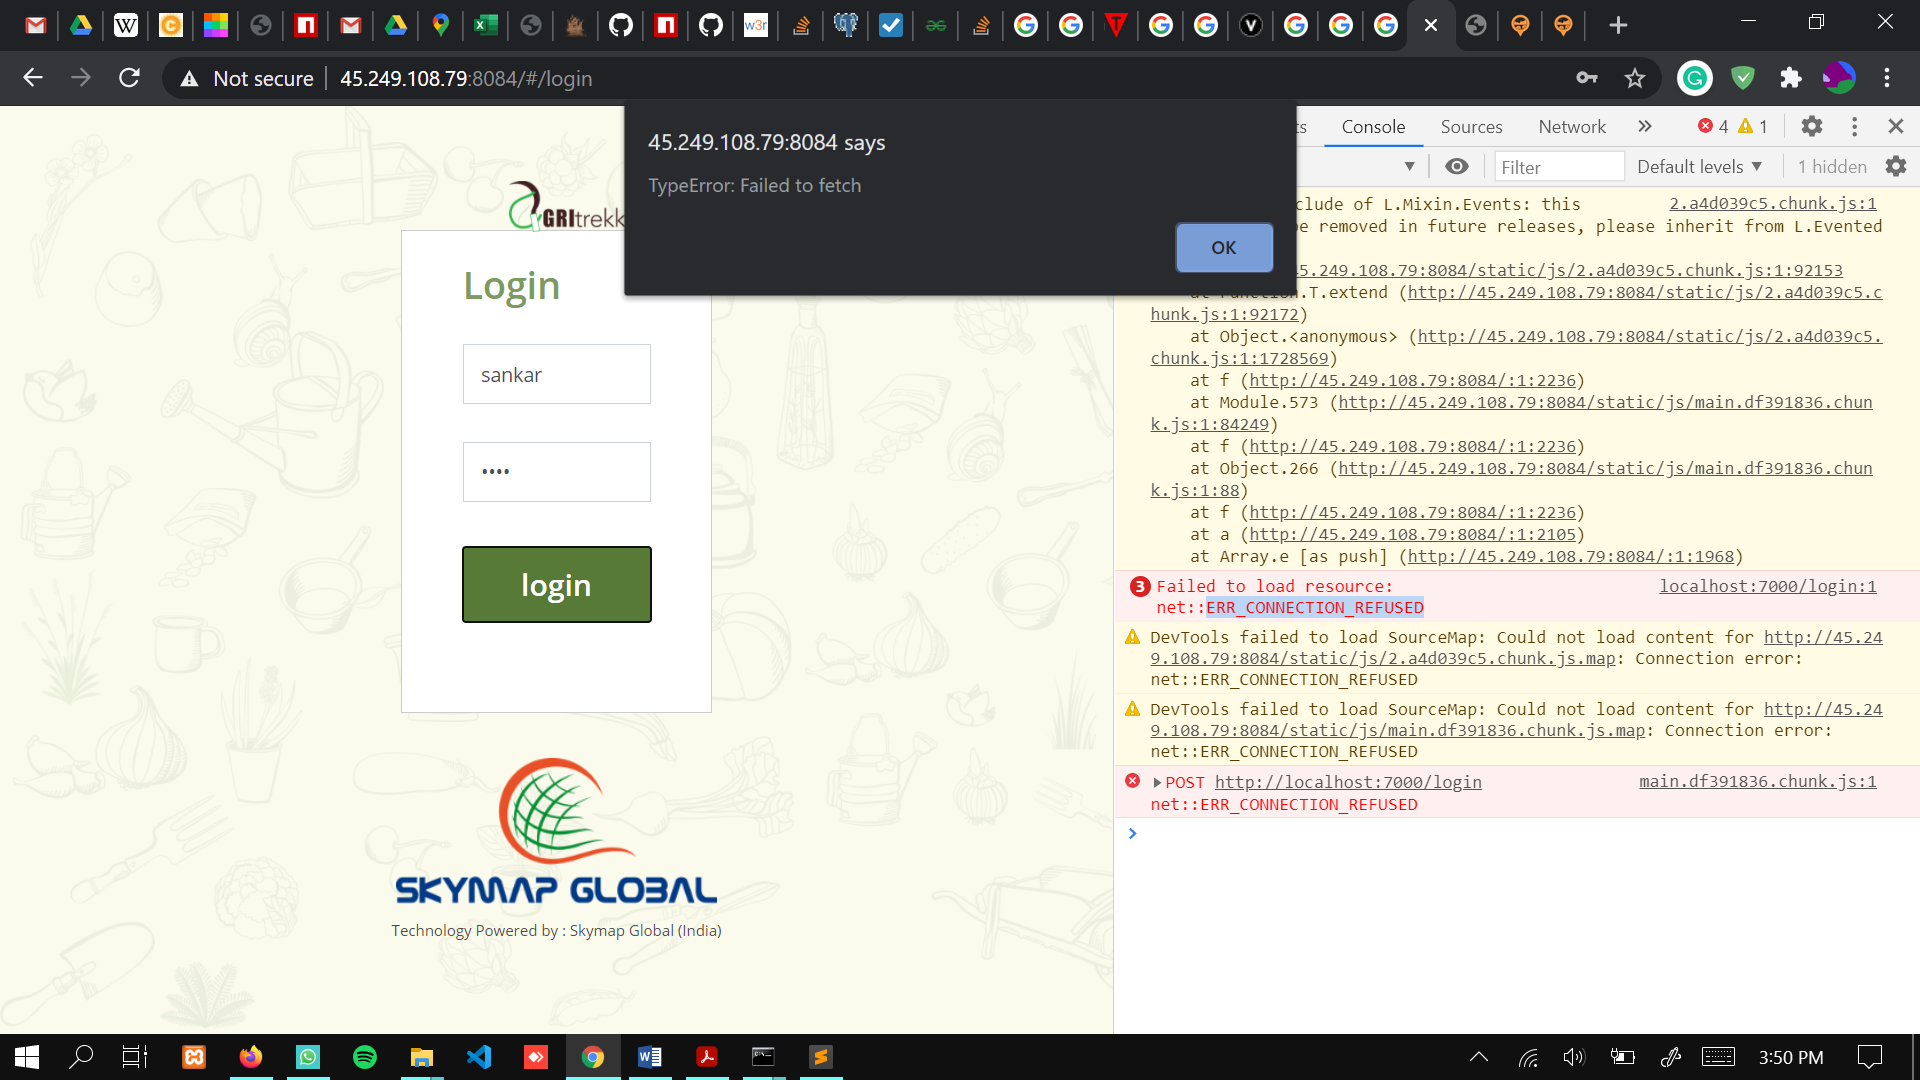 Not secure
45.249.108.79:8084/#/login
45.249.108.79:8084 says
TypeError: Failed to fetch
OK
GRItrekk
Login
sankar
••••
login
SKYMAP GLOBAL
Technology Powered by : Skymap Global (India)
ts
Console
Sources
Network
4
1
Filter
Default levels
1 hidden
clude of L.Mixin.Events: this
2.a4d039c5.chunk.js:1
be removed in future releases, please inherit from L.Evented
5.249.108.79:8084/static/js/2.a4d039c5.chunk.js:1:92153
at Function.T.extend (http://45.249.108.79:8084/static/js/2.a4d039c5.c
hunk.js:1:92172)
at Object.<anonymous> (http://45.249.108.79:8084/static/js/2.a4d039c5.
chunk.js:1:1728569)
at f (http://45.249.108.79:8084/:1:2236)
at Module.573 (http://45.249.108.79:8084/static/js/main.df391836.chun
k.js:1:84249)
at f (http://45.249.108.79:8084/:1:2236)
at Object.266 (http://45.249.108.79:8084/static/js/main.df391836.chun
k.js:1:88)
at f (http://45.249.108.79:8084/:1:2236)
at a (http://45.249.108.79:8084/:1:2105)
at Array.e [as push] (http://45.249.108.79:8084/:1:1968)
3 Failed to load resource:
localhost:7000/login:1
net::ERR_CONNECTION_REFUSED
DevTools failed to load SourceMap: Could not load content for http://45.24
9.108.79:8084/static/js/2.a4d039c5.chunk.js.map: Connection error:
net::ERR_CONNECTION_REFUSED
DevTools failed to load SourceMap: Could not load content for http://45.24
9.108.79:8084/static/js/main.df391836.chunk.js.map: Connection error:
net::ERR_CONNECTION_REFUSED
POST http://localhost:7000/login
main.df391836.chunk.js:1
net::ERR_CONNECTION_REFUSED
3:50 PM